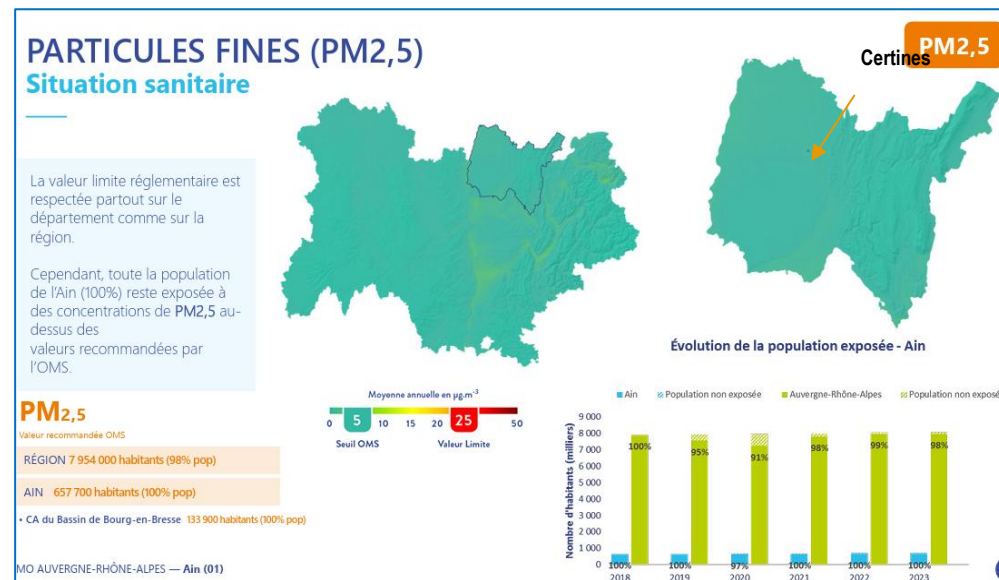 PARTICULES FINES (PM2,5)
Situation sanitaire
PM2,5
Certines
La valeur limite réglementaire est
respectée partout sur le
département comme sur la
région.
Cependant, toute la population
de l'Ain (100%) reste exposée à
des concentrations de PM2,5 au-
dessus des
valeurs recommandées par
l'OMS.
PM2,5
Valeur recommandée OMS
RÉGION 7 954 000 habitants (98% pop)
AIN 657 700 habitants (100% pop)
• CA du Bassin de Bourg-en-Bresse 133 900 habitants (100% pop)
MO AUVERGNE-RHÔNE-ALPES — Ain (01)
Moyenne annuelle en µg.m-3
0 5 10 15 20 25 50
Seuil OMS Valeur Limite
Évolution de la population exposée - Ain
Ain Population non exposée Auvergne-Rhône-Alpes Population non exposé
Nombre d'habitants (milliers)
9 000
8 000
7 000
6 000
5 000
4 000
3 000
2 000
1 000
0
100% 95% 91% 98% 99% 98%
100% 100% 97% 100% 100% 100%
2018 2019 2020 2021 2022 2023